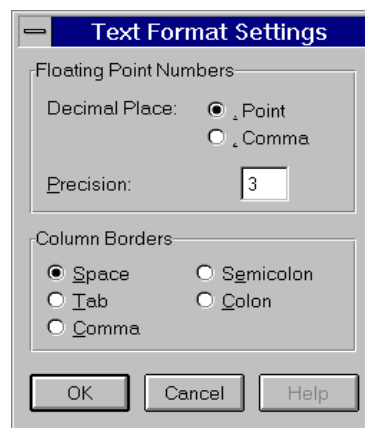 Text Format Settings
Floating Point Numbers
Decimal Place: . Point
, Comma
Precision: 3
Column Borders
Space Semicolon
Tab Colon
Comma
OK Cancel Help